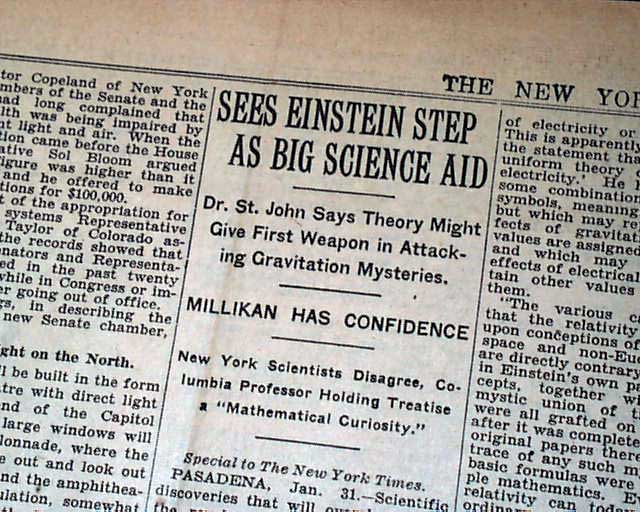 THE NEW YOR
tor Copeland of New York
mbers of the Senate and the
had long complained that
lth was being impaired by
nt light and air. When the
tion came before the House
ative Sol Bloom argued
figure was higher than it
and he offered to make
tions for $100,000.
t of the appropriation for
systems Representative
Taylor of Colorado as-
the records showed that
nators and Representa-
ed in the past twenty
while in Congress or im-
er going out of office.
gs, in describing the
new Senate chamber,
ght on the North.
ll be built in the form
tre with direct light
nd of the Capitol
large windows will
lonnade, where the
e out and look out
nd the amphithea-
ulation, somewhat
SEES EINSTEIN STEP
AS BIG SCIENCE AID
Dr. St. John Says Theory Might
Give First Weapon in Attack-
ing Gravitation Mysteries.
MILLIKAN HAS CONFIDENCE
New York Scientists Disagree, Co-
lumbia Professor Holding Treatise
a "Mathematical Curiosity."
Special to The New York Times.
PASADENA, Jan. 31.—Scientific
discoveries that will
of electricity or
This is apparently
the statement tha
uniform theory
electricity.' He
some combination
symbols, meaning
but which may re
fects of gravitat
values are assigned
and which may
effects of electrical
tain other values
them.
"The various c
that the relativity
upon conceptions of
space and non-Eu
are directly contrary
in Einstein's own p
cepts, together w
mystic union of t
were all grafted on
after it was complete
original papers there
trace of any such m
basic formulas were
ple mathematics. E
relativity can today
ordinary